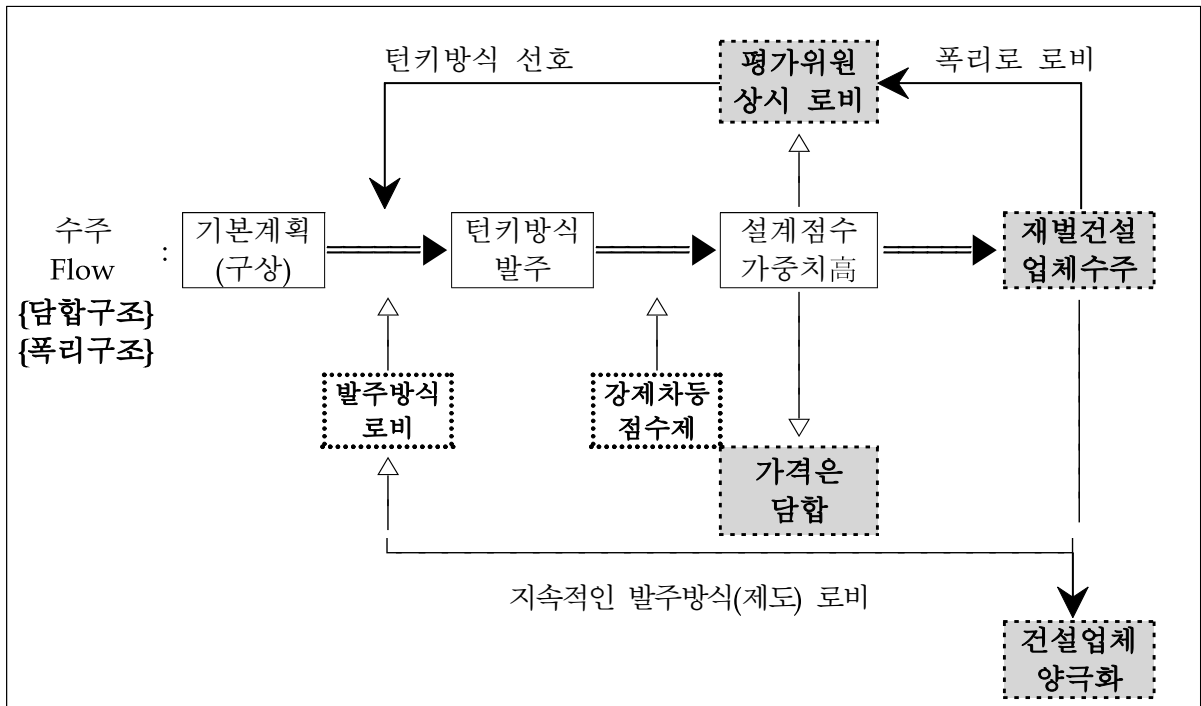 턴키방식 선호
평가위원
상시 로비
폭리로 로비
수주
Flow
{담합구조}
{폭리구조}
:
기본계획
(구상)
턴키방식
발주
설계점수
가중치高
재벌건설
업체수주
발주방식
로비
강제차등
점수제
가격은
담합
지속적인 발주방식(제도) 로비
건설업체
양극화